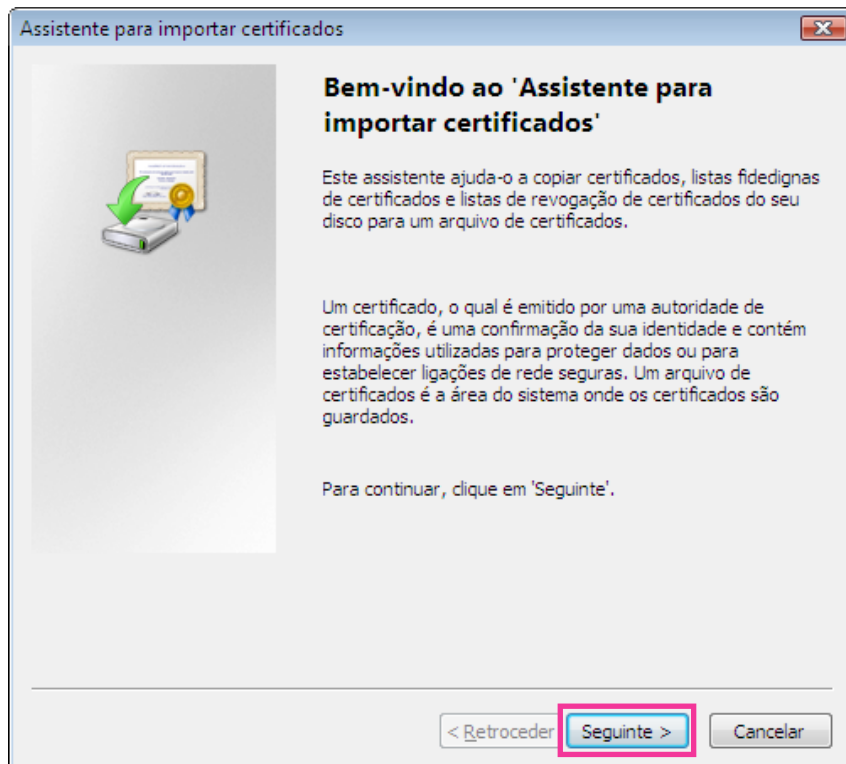 Assistente para importar certificados
Bem-vindo ao 'Assistente para
importar certificados'
Este assistente ajuda-o a copiar certificados, listas fidedignas
de certificados e listas de revogação de certificados do seu
disco para um arquivo de certificados.
Um certificado, o qual é emitido por uma autoridade de
certificação, é uma confirmação da sua identidade e contém
informações utilizadas para proteger dados ou para
estabelecer ligações de rede seguras. Um arquivo de
certificados é a área do sistema onde os certificados são
guardados.
Para continuar, clique em 'Seguinte'.
< Retroceder Seguinte > Cancelar